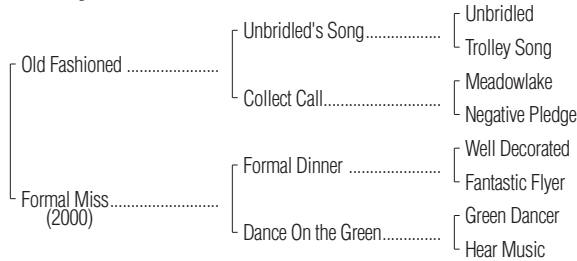 Unbridled
Unbridled's Song..................
Trolley Song
Old Fashioned ......................
Meadowlake
Collect Call............................
Negative Pledge
Well Decorated
Formal Dinner ......................
Fantastic Flyer
Formal Miss..........................
(2000)
Green Dancer
Dance On the Green..............
Hear Music